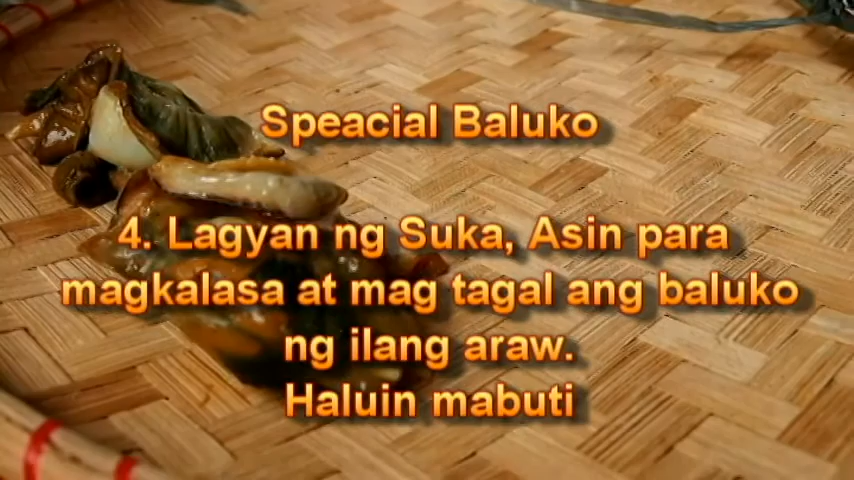 Speacial Baluko
4. Lagyan ng Suka, Asin para
magkalasa at mag tagal ang baluko
ng ilang araw.
Haluin mabuti